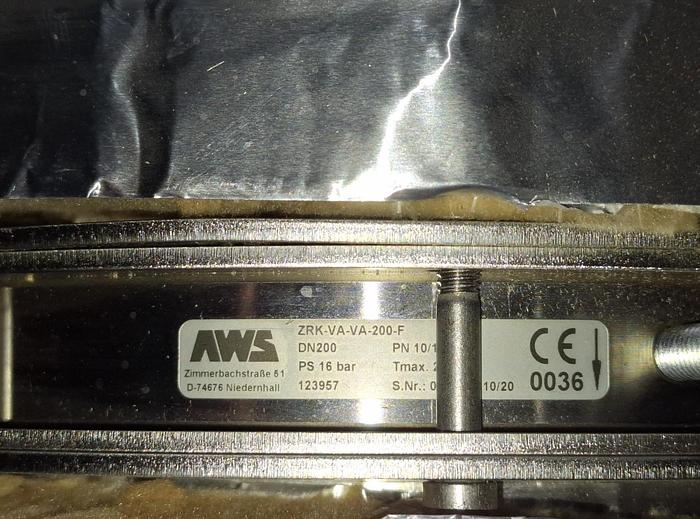 AWS
Zimmerbachstraße 51
D-74676 Niedernhall
ZRK-VA-VA-200-F
DN200 PN 10/1
PS 16 bar Tmax. 2
123957 S.Nr.: 0 10/20
CE
0036